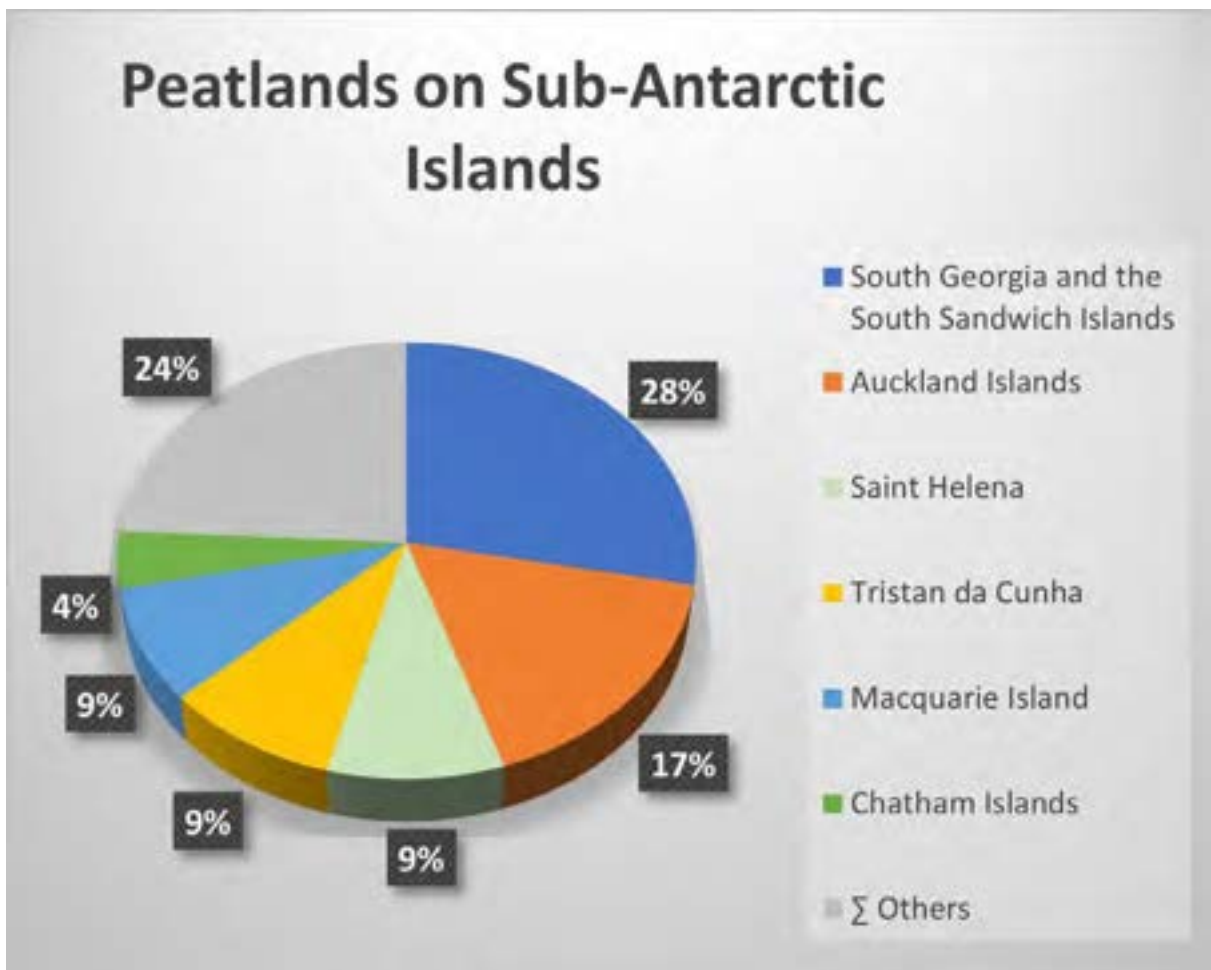 Peatlands on Sub-Antarctic
Islands
24%
28%
4%
9%
9%
9%
17%
South Georgia and the
South Sandwich Islands
Auckland Islands
Saint Helena
Tristan da Cunha
Macquarie Island
Chatham Islands
∑ Others